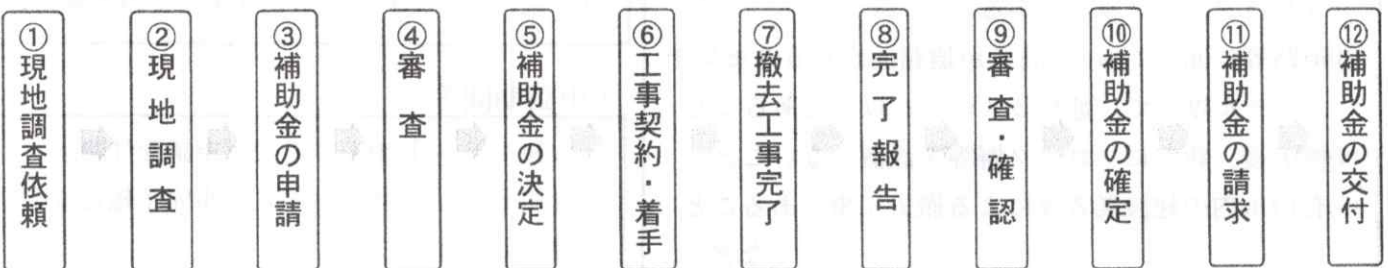 ①現地調査依頼
②現地調査
③補助金の申請
④審査
⑤補助金の決定
⑥工事契約・着手
⑦撤去工事完了
⑧完了報告
⑨審査・確認
⑩補助金の確定
⑪補助金の請求
⑫補助金の交付